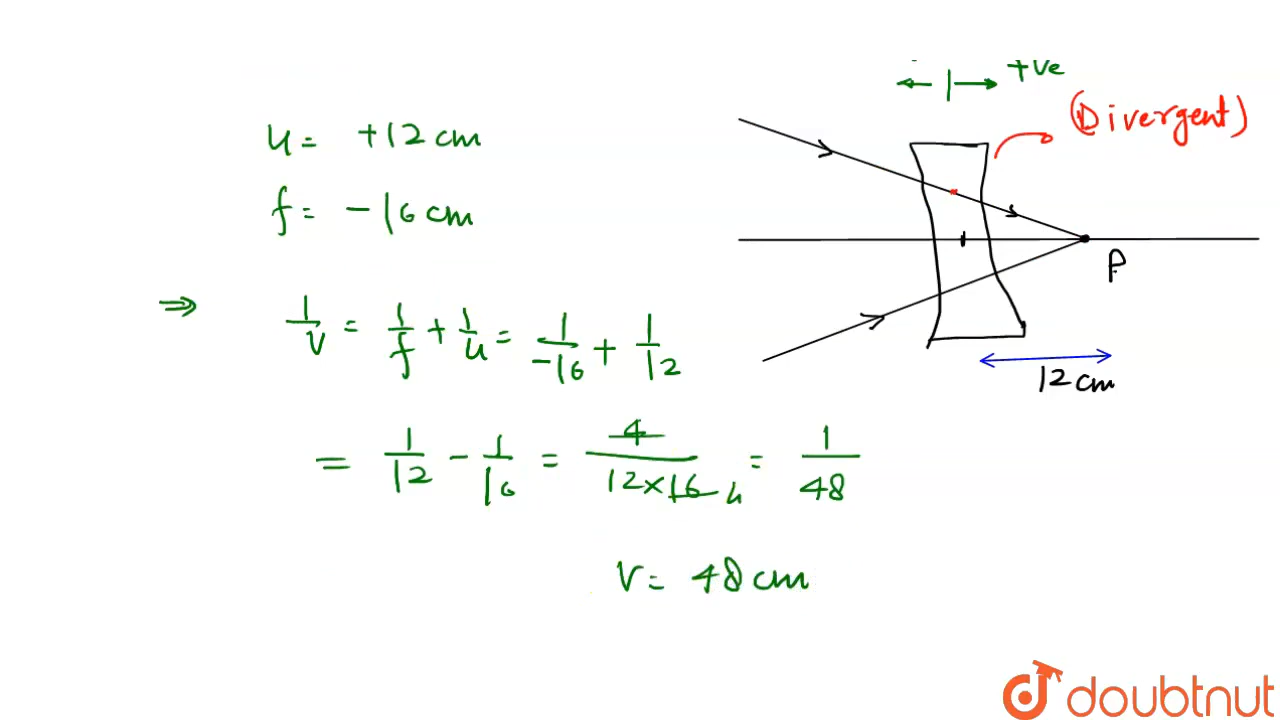 +ve
(Divergent)
u = +12 cm
f = -16 cm
⇒ 1/v = 1/f + 1/u = 1/-16 + 1/12
P
12 cm
= 1/12 - 1/16 = 4/12×16 4 = 1/48
v = 48 cm
doubtnut